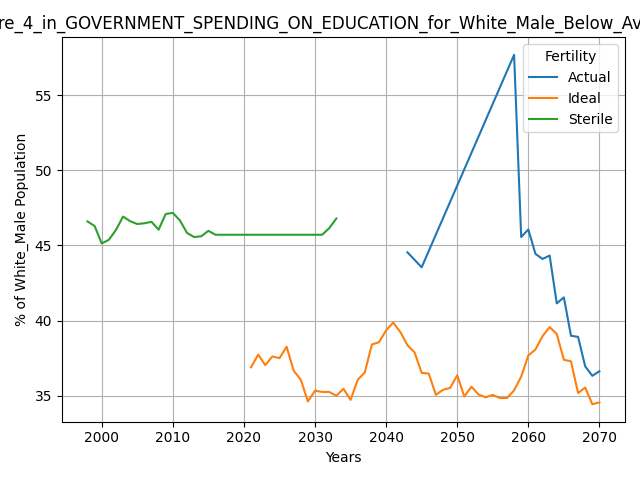 re_4_in_GOVERNMENT_SPENDING_ON_EDUCATION_for_White_Male_Below_Av
Fertility
Actual
Ideal
Sterile
% of White_Male Population
55
50
45
40
35
2000 2010 2020 2030 2040 2050 2060 2070
Years